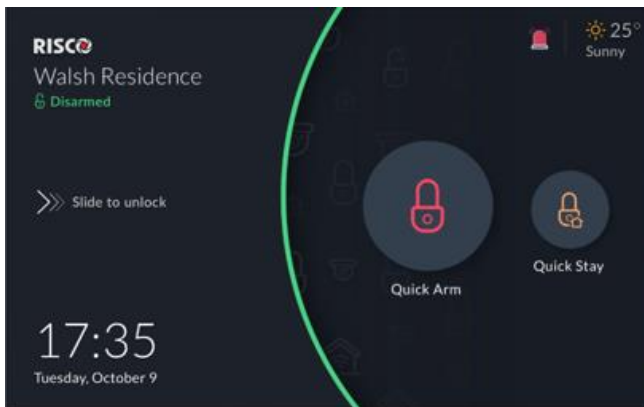 RISCO
Walsh Residence
Disarmed
Slide to unlock
17:35
Tuesday, October 9
25°
Sunny
Quick Arm
Quick Stay